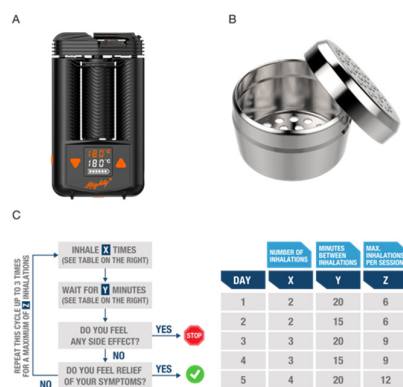 A
B
180°C
180°C
Mighty+
C
REPEAT THIS CYCLE UP TO 3 TIMES
FOR A MAXIMUM OF Z INHALATIONS
INHALE X TIMES
(SEE TABLE ON THE RIGHT)
WAIT FOR Y MINUTES
(SEE TABLE ON THE RIGHT)
DO YOU FEEL
ANY SIDE EFFECT?
YES
STOP
NO
DO YOU FEEL RELIEF
OF YOUR SYMPTOMS?
YES
NO
NUMBER OF
INHALATIONS
MINUTES
BETWEEN
INHALATIONS
MAX.
INHALATIONS
PER SESSION
DAY X Y Z
1 2 20 6
2 2 15 6
3 3 20 9
4 3 15 9
5 4 20 12